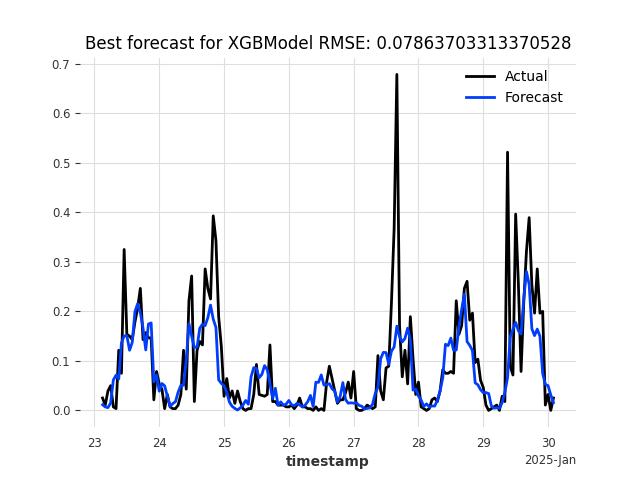 Best forecast for XGBModel RMSE: 0.07863703313370528
0.7
0.6
0.5
0.4
0.3
0.2
0.1
0.0
Actual
Forecast
23 24 25 26 27 28 29 30
timestamp
2025-Jan